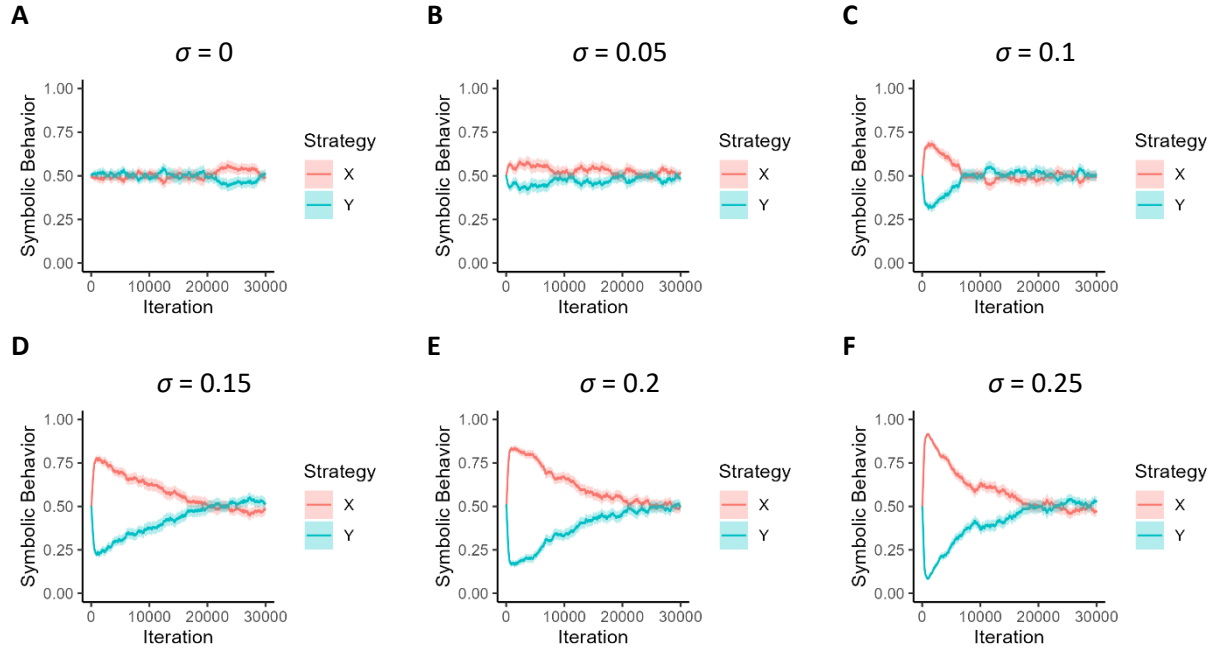 A
σ = 0
1.00
0.75
0.50
0.25
0.00
Symbolic Behavior
0 10000 20000 30000
Iteration
Strategy
X
Y
B
σ = 0.05
1.00
0.75
0.50
0.25
0.00
Symbolic Behavior
0 10000 20000 30000
Iteration
Strategy
X
Y
C
σ = 0.1
1.00
0.75
0.50
0.25
0.00
Symbolic Behavior
0 10000 20000 30000
Iteration
Strategy
X
Y
D
σ = 0.15
1.00
0.75
0.50
0.25
0.00
Symbolic Behavior
0 10000 20000 30000
Iteration
Strategy
X
Y
E
σ = 0.2
1.00
0.75
0.50
0.25
0.00
Symbolic Behavior
0 10000 20000 30000
Iteration
Strategy
X
Y
F
σ = 0.25
1.00
0.75
0.50
0.25
0.00
Symbolic Behavior
0 10000 20000 30000
Iteration
Strategy
X
Y